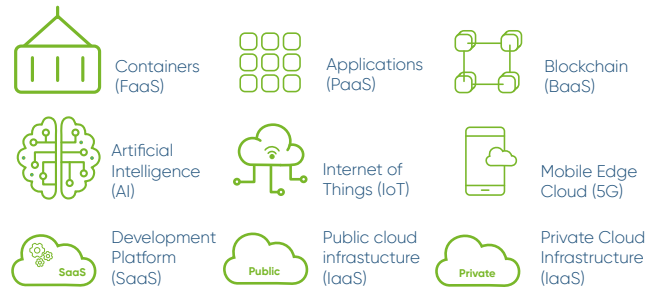 Containers
(FaaS)
Applications
(PaaS)
Blockchain
(BaaS)
Artificial
Intelligence
(AI)
Internet of
Things (IoT)
Mobile Edge
Cloud (5G)
SaaS
Development
Platform
(SaaS)
Public
Public cloud
infrastucture
(IaaS)
Private
Private Cloud
Infrastructure
(IaaS)